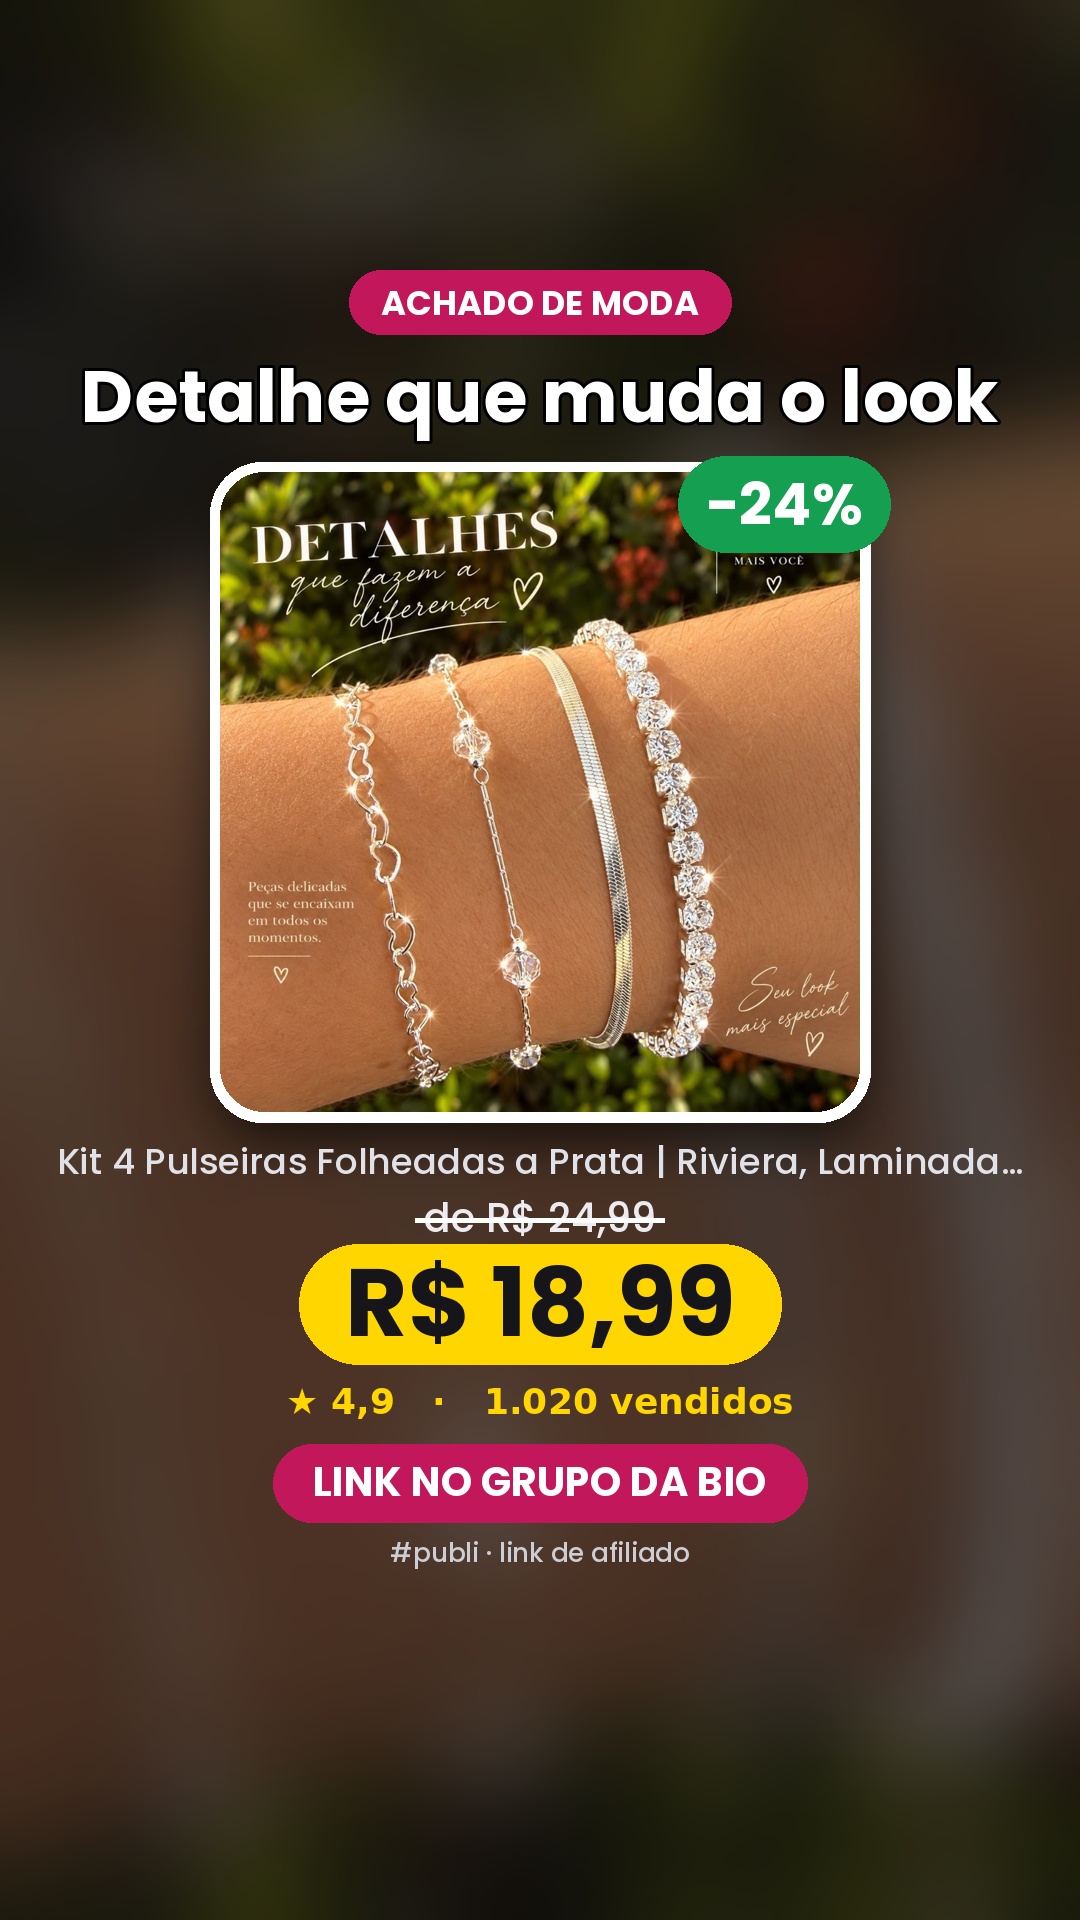 ACHADO DE MODA
Detalhe que muda o look
-24%
DETALHES
que fazem a
diferença
MAIS VOCÊ
Peças delicadas
que se encaixam
em todos os
momentos.
Seu look
mais especial
Kit 4 Pulseiras Folheadas a Prata | Riviera, Laminada...
de R$ 24,99
R$ 18,99
★ 4,9 · 1.020 vendidos
LINK NO GRUPO DA BIO
#publi · link de afiliado